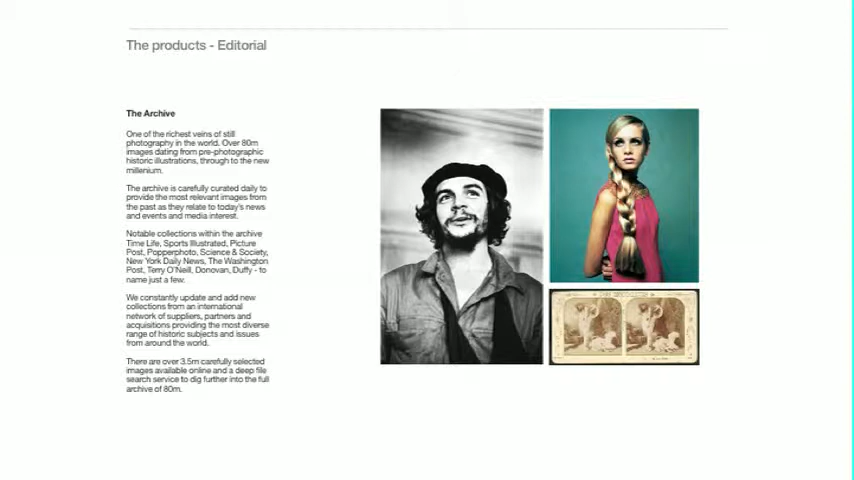 The products - Editorial
The Archive
One of the richest veins of still
photography in the world. Over 80m
images dating from pre-photographic
historic illustrations, through to the new
millenium.
The archive is carefully curated daily to
provide the most relevant images from
the past as they relate to today's news
and events and media interest.
Notable collections within the archive
Time Life, Sports Illustrated, Picture
Post, Popperphoto, Science & Society,
New York Daily News, The Washington
Post, Terry O'Neill, Donovan, Duffy - to
name just a few.
We constantly update and add new
collections from an international
network of suppliers, partners and
acquisitions providing the most diverse
range of historic subjects and issues
from around the world.
There are over 3.5m carefully selected
images available online and a deep file
search service to dig further into the full
archive of 80m.